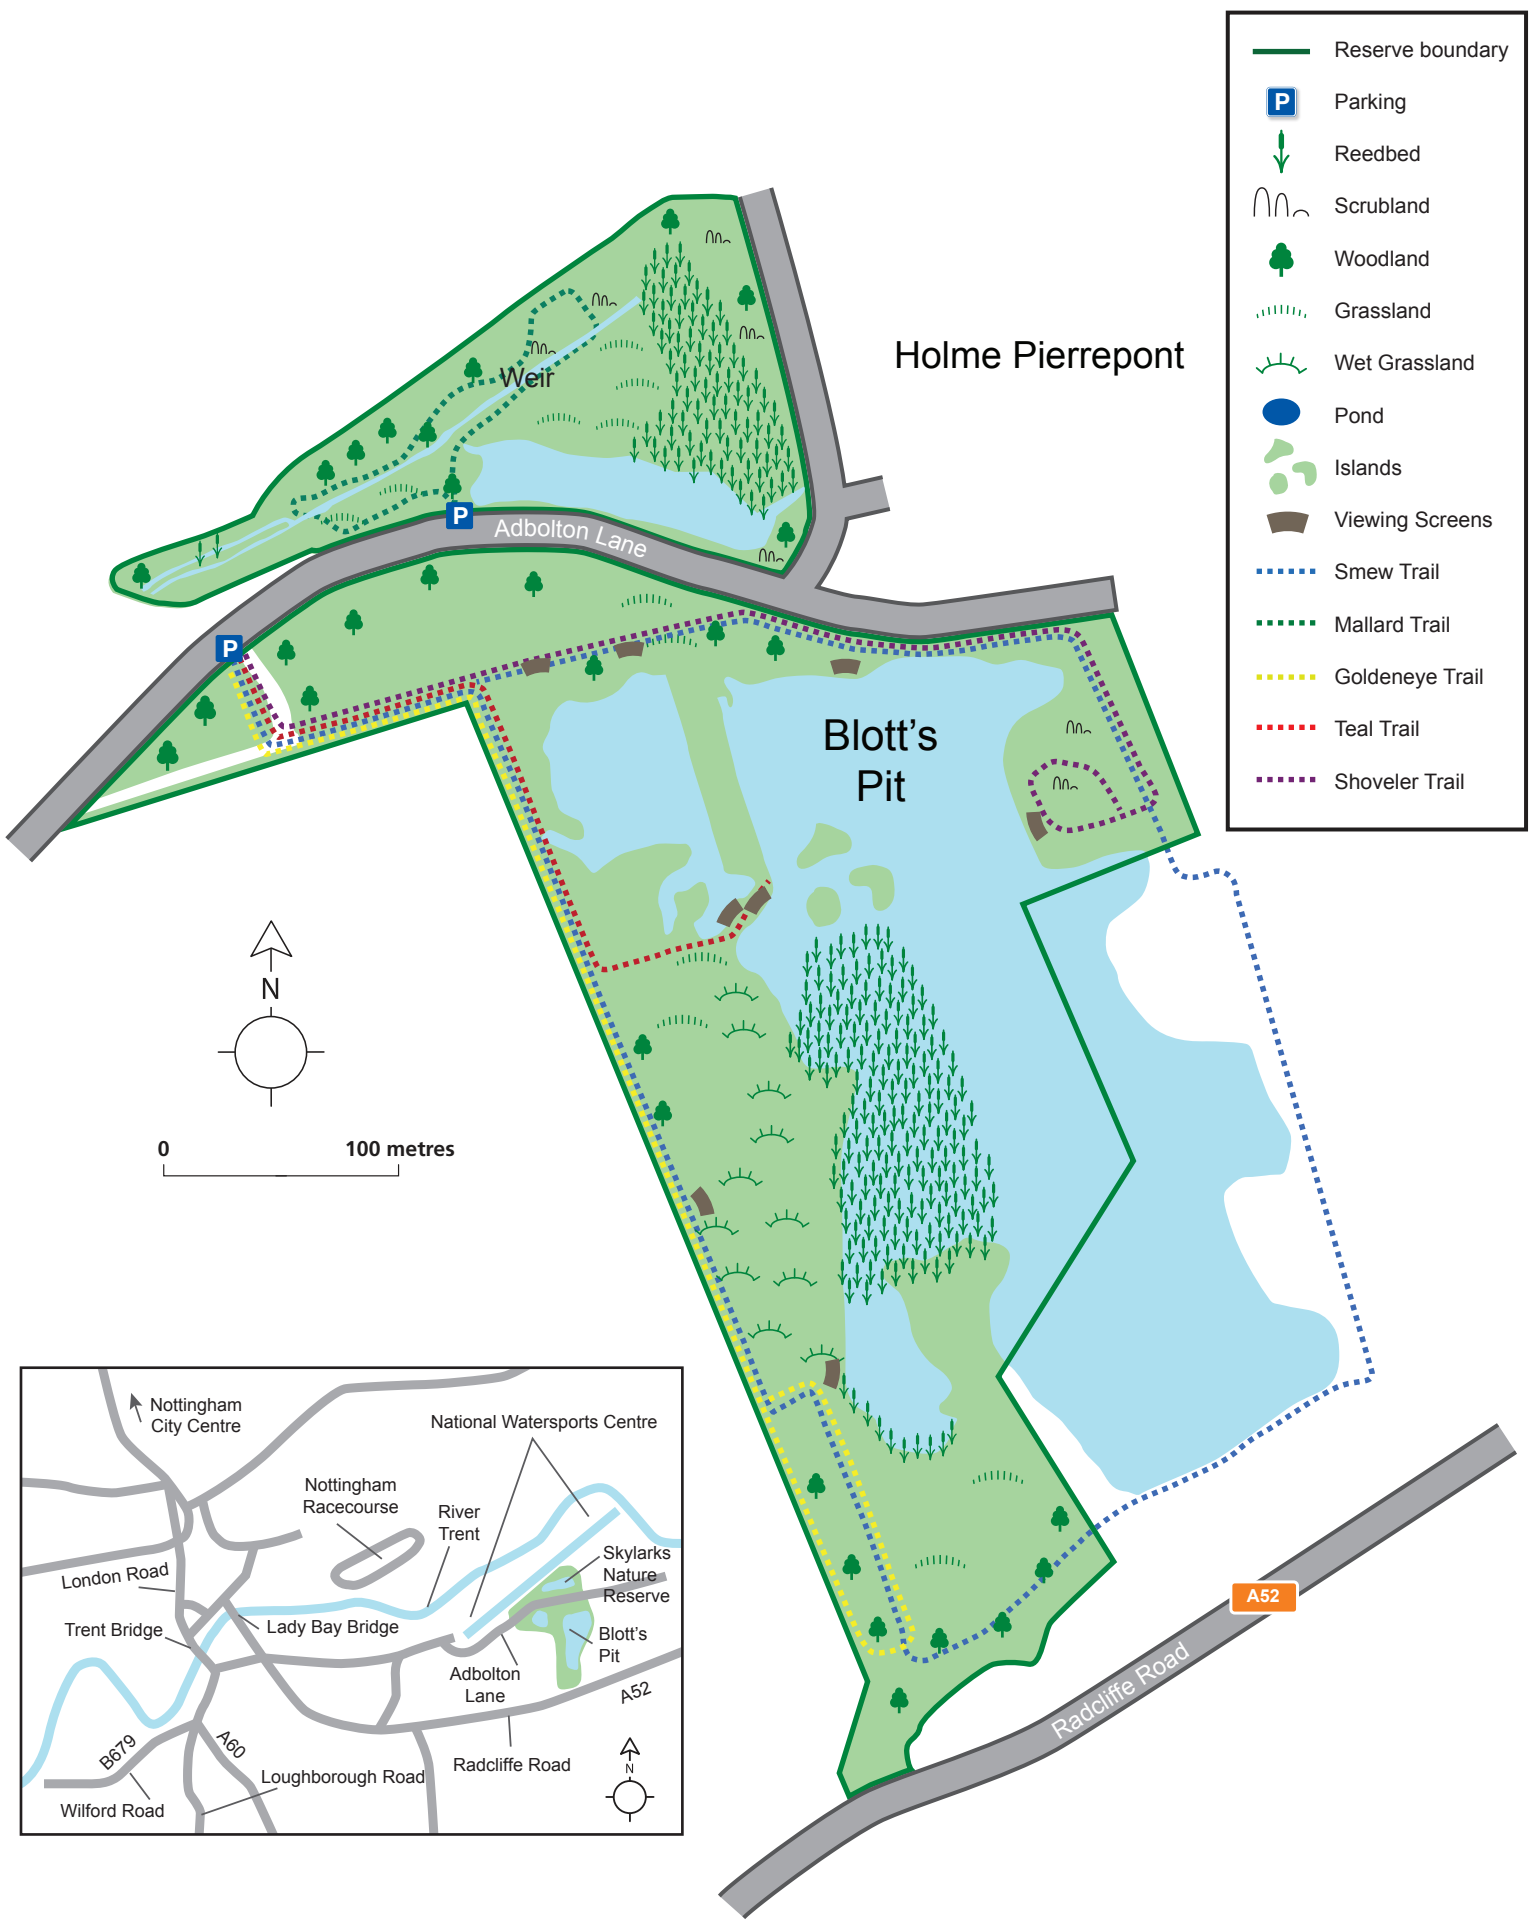 Reserve boundary
P
Parking
Reedbed
Scrubland
Woodland
Grassland
Wet Grassland
Pond
Islands
Viewing Screens
Smew Trail
Mallard Trail
Goldeneye Trail
Teal Trail
Shoveler Trail
Holme Pierrepont
Weir
P
Adbolton Lane
P
Blott's
Pit
N
0
100 metres
A52
Radcliffe Road
Nottingham
City Centre
National Watersports Centre
Nottingham
Racecourse
River
Trent
Skylarks
Nature
Reserve
London Road
Trent Bridge
Lady Bay Bridge
Blott's
Pit
Adbolton
Lane
A52
B679
A60
Radcliffe Road
Loughborough Road
Wilford Road
N